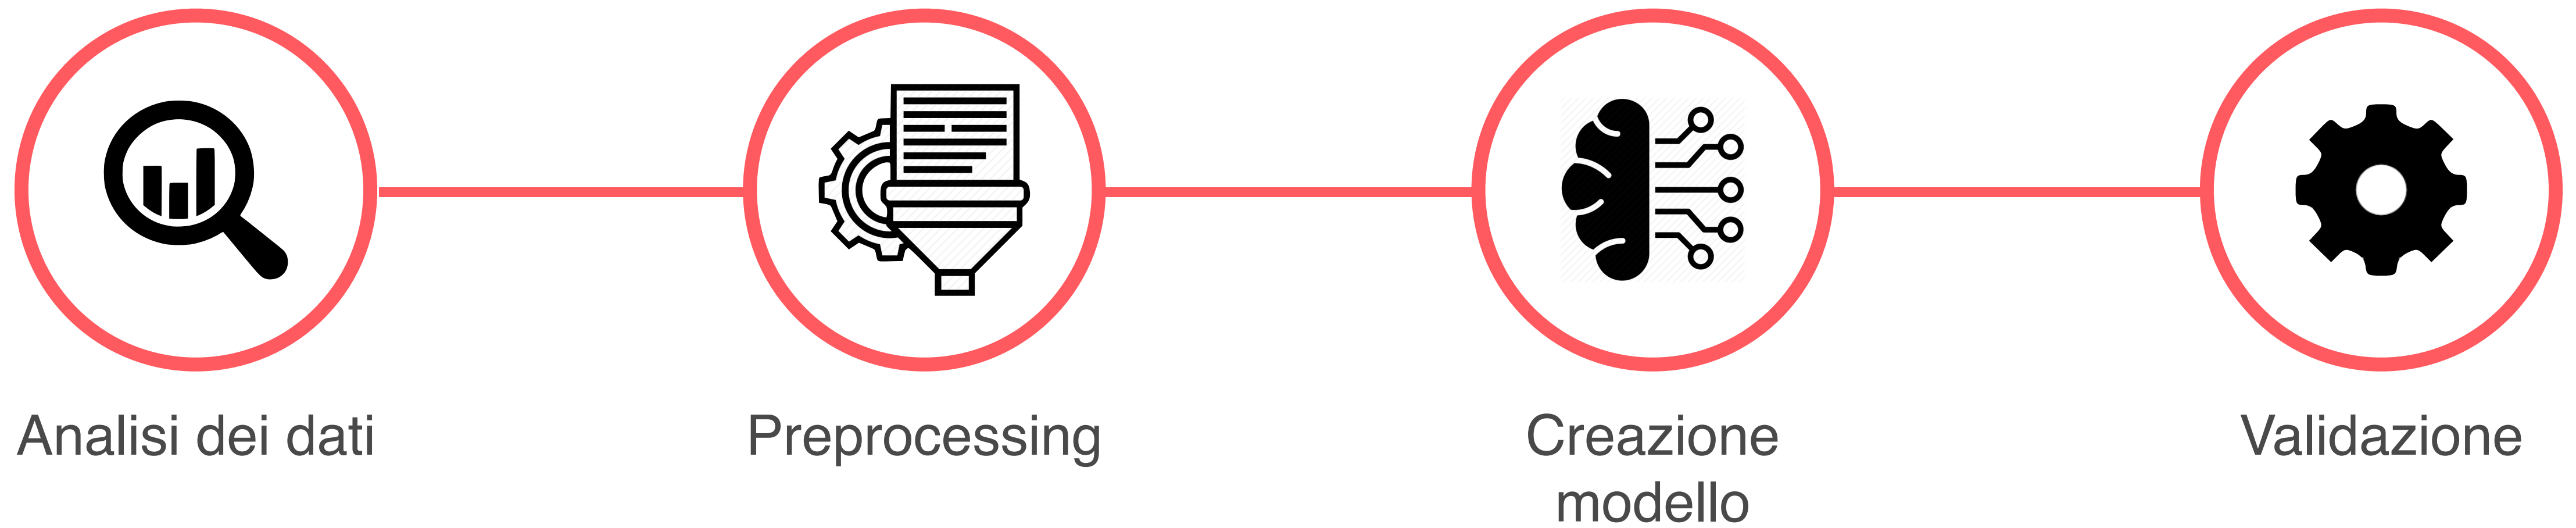 Analisi dei dati
Preprocessing
Creazione
modello
Validazione